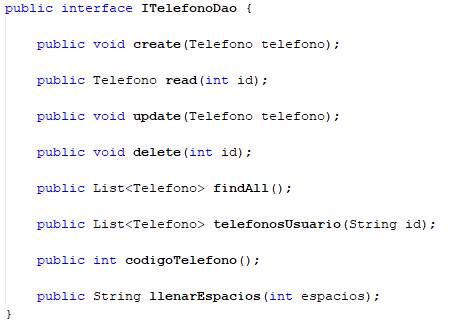 public interface ITelefonoDao {
public void create(Telefono telefono);
public Telefono read(int id);
public void update(Telefono telefono);
public void delete(int id);
public List<Telefono> findAll();
public List<Telefono> telefonosUsuario(String id);
public int codigoTelefono();
public String llenarEspacios(int espacios);
}